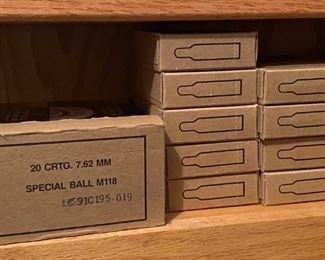 20 CRTG. 7.62 MM
SPECIAL BALL M118
LC-91C195-019